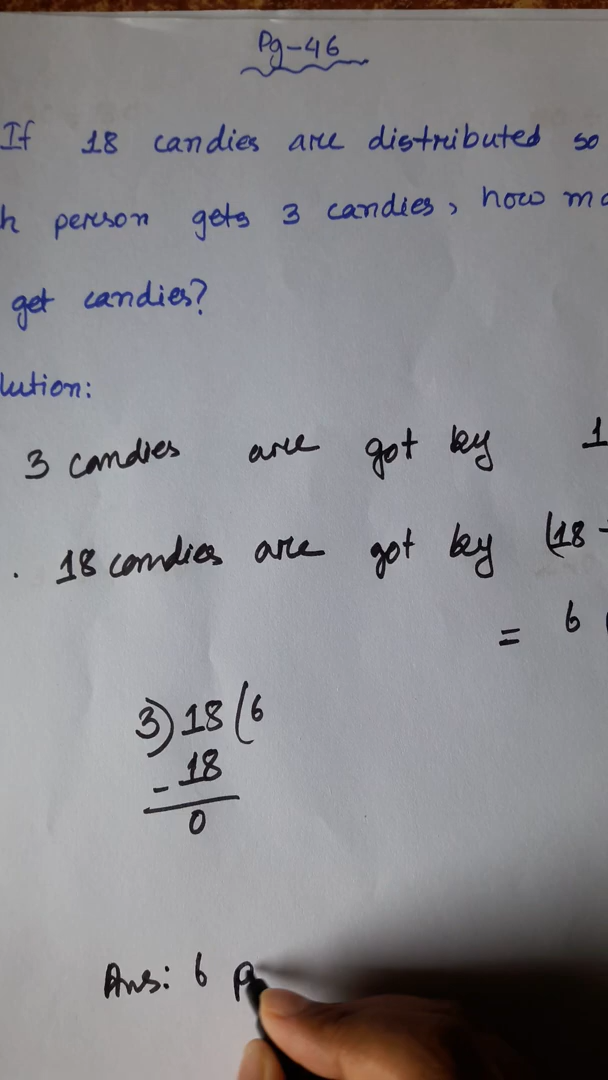 Pg-46
If 18 candies are distributed so
h person gets 3 candies, how ma
get candies?
lution:
3 candies are got by 1
. 18 candies are got by (18 -
= 6
3) 18 (6
- 18
0
Ans: 6 p